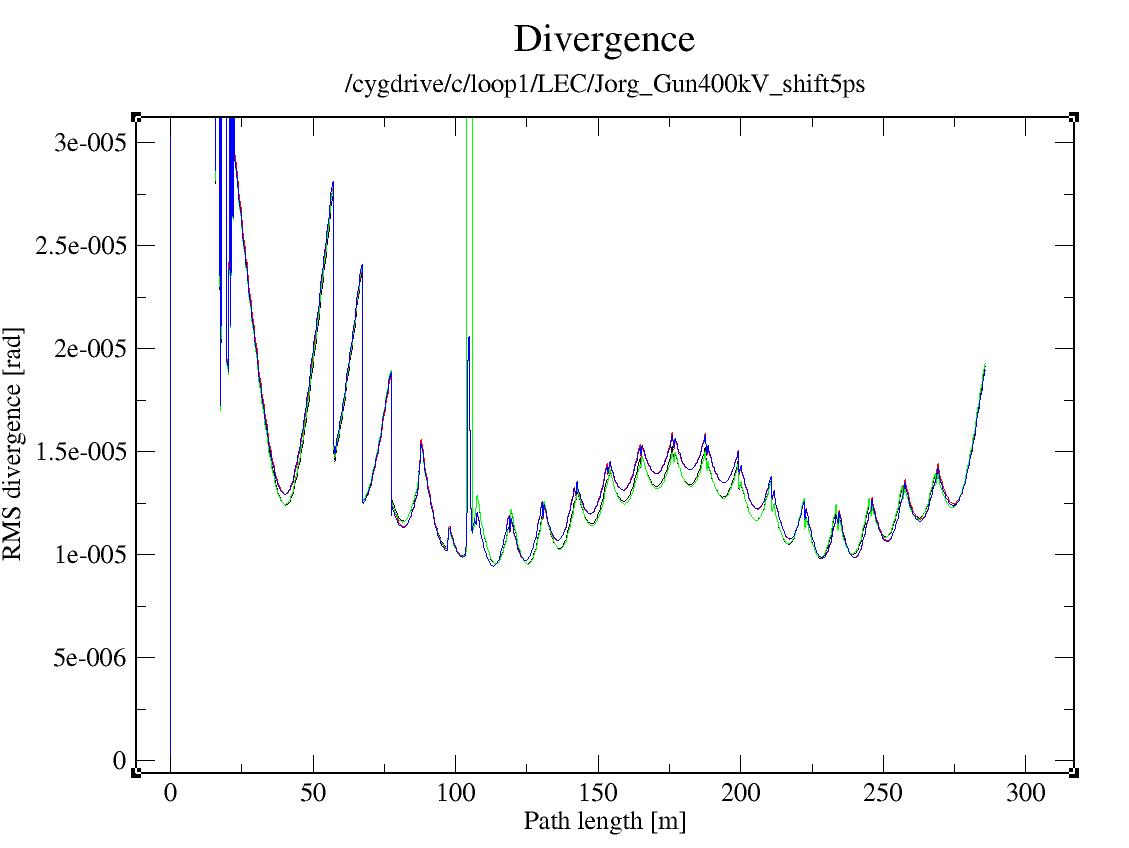 Divergence
/cygdrive/c/loop1/LEC/Jorg_Gun400kV_shift5ps
3e-005
2.5e-005
2e-005
1.5e-005
1e-005
5e-006
0
RMS divergence [rad]
0 50 100 150 200 250 300
Path length [m]